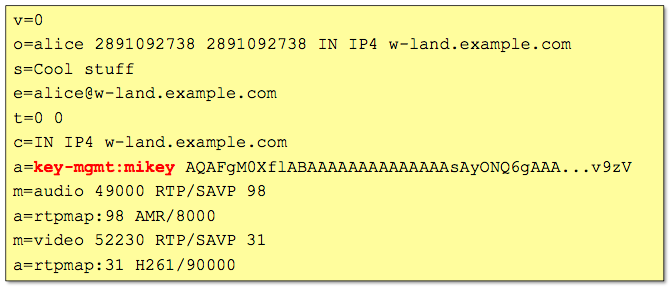 v=0
o=alice 2891092738 2891092738 IN IP4 w-land.example.com
s=Cool stuff
e=alice@w-land.example.com
t=0 0
c=IN IP4 w-land.example.com
a=key-mgmt:mikey AQAFgM0XflABAAAAAAAAAAAAAAsAyONQ6gAAA...v9zV
m=audio 49000 RTP/SAVP 98
a=rtpmap:98 AMR/8000
m=video 52230 RTP/SAVP 31
a=rtpmap:31 H261/90000